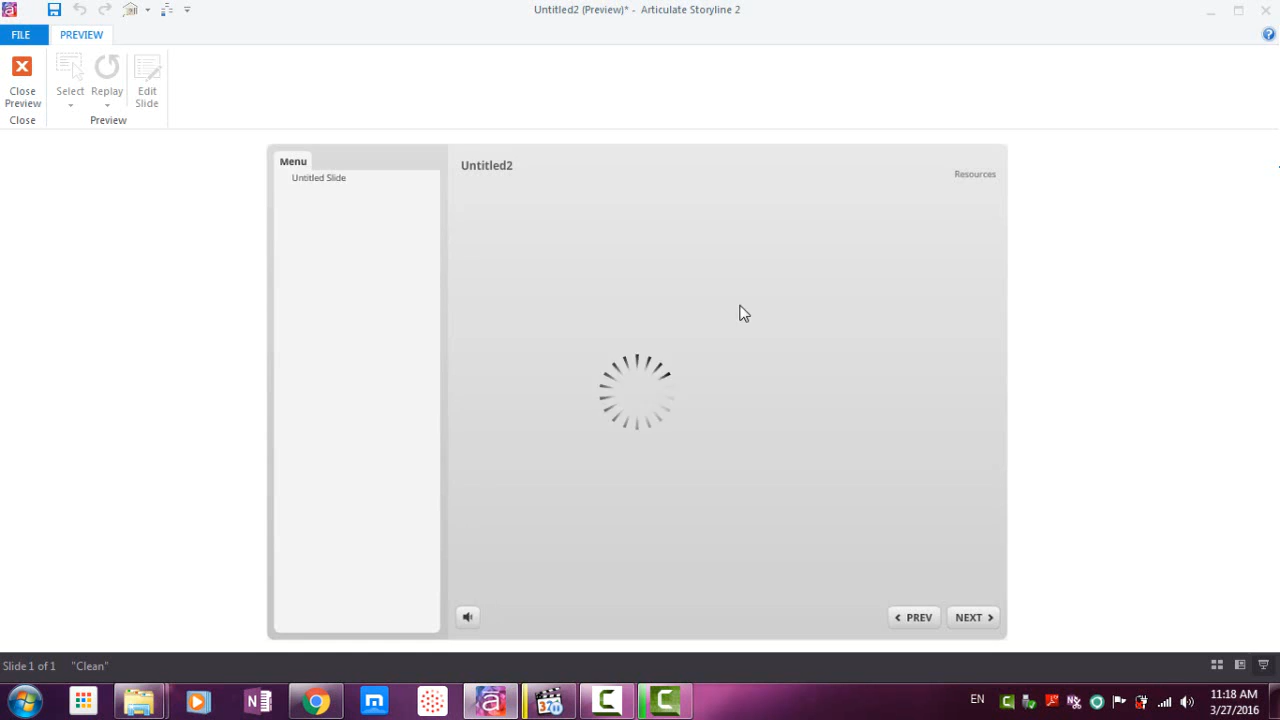 Untitled2 (Preview)* - Articulate Storyline 2
FILE
PREVIEW
Close Preview
Select
Replay
Edit Slide
Close
Preview
Menu
Untitled Slide
Untitled2
Resources
PREV
NEXT
Slide 1 of 1
"Clean"
EN
11:18 AM
3/27/2016